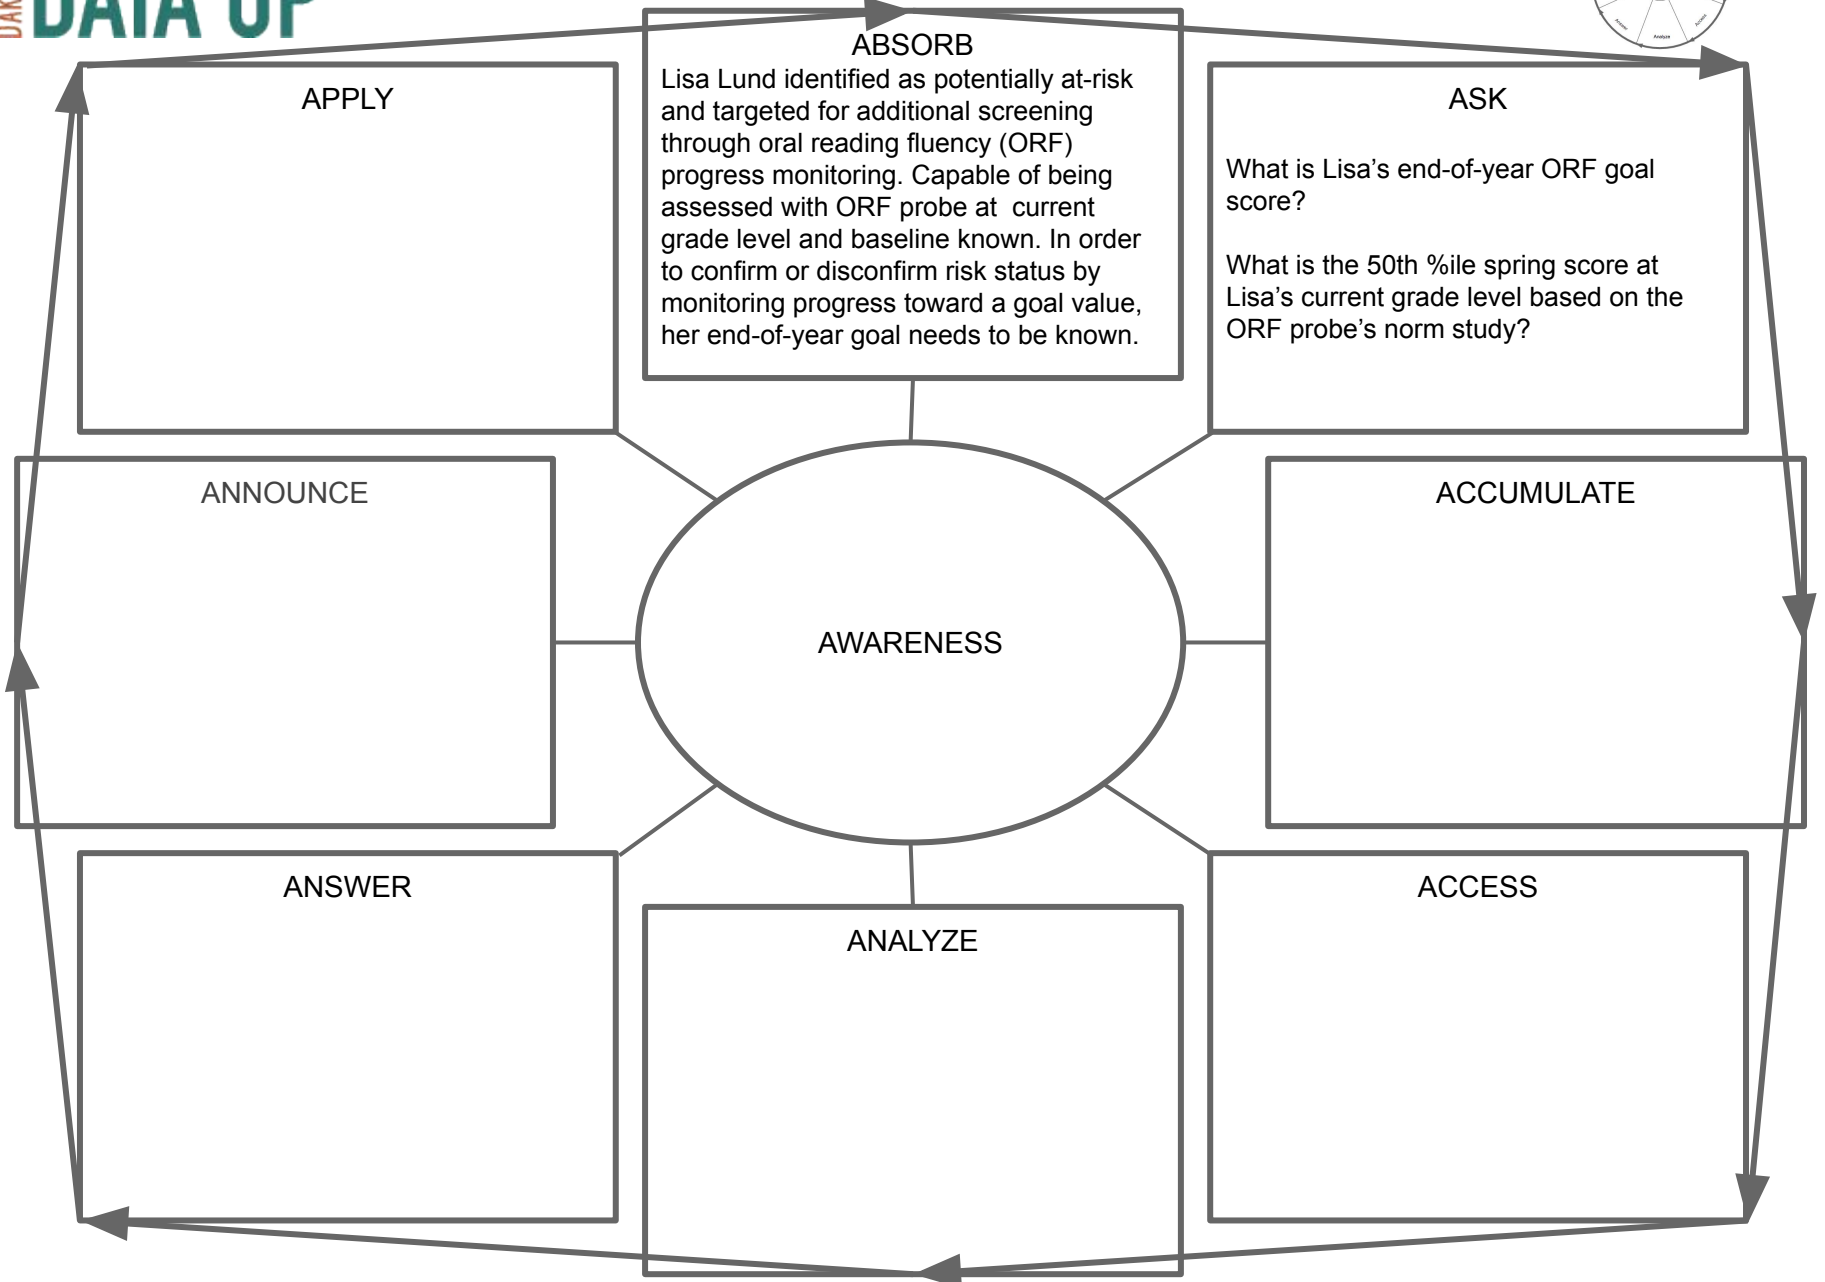 DATA UP
ABSORB
Lisa Lund identified as potentially at-risk
and targeted for additional screening
through oral reading fluency (ORF)
progress monitoring. Capable of being
assessed with ORF probe at current
grade level and baseline known. In order
to confirm or disconfirm risk status by
monitoring progress toward a goal value,
her end-of-year goal needs to be known.
Answer
Analyze
Access
APPLY
ASK
What is Lisa’s end-of-year ORF goal
score?
What is the 50th %ile spring score at
Lisa’s current grade level based on the
ORF probe’s norm study?
ANNOUNCE
ACCUMULATE
AWARENESS
ANSWER
ANALYZE
ACCESS